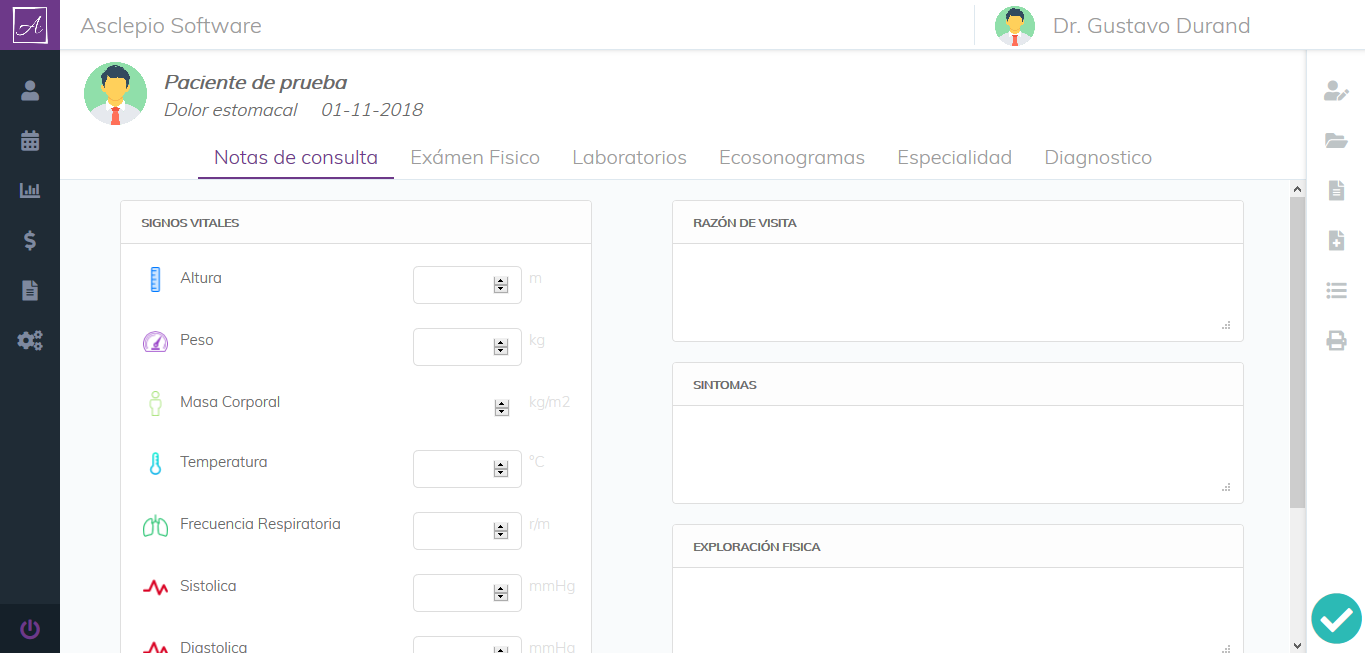 A
Asclepio Software
Dr. Gustavo Durand
Paciente de prueba
Dolor estomacal 01-11-2018
Notas de consulta Exámen Fisico Laboratorios Ecosonogramas Especialidad Diagnostico
SIGNOS VITALES
Altura m
Peso kg
Masa Corporal kg/m2
Temperatura °C
Frecuencia Respiratoria r/m
Sistolica mmHg
Diastolica mmHg
RAZÓN DE VISITA
SINTOMAS
EXPLORACIÓN FISICA